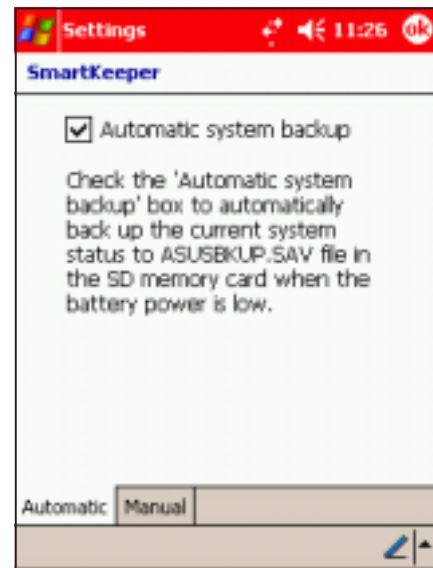 Settings 11:26 ok
SmartKeeper
Automatic system backup
Check the 'Automatic system
backup' box to automatically
back up the current system
status to ASUSBKUP.SAV file in
the SD memory card when the
battery power is low.
Automatic Manual